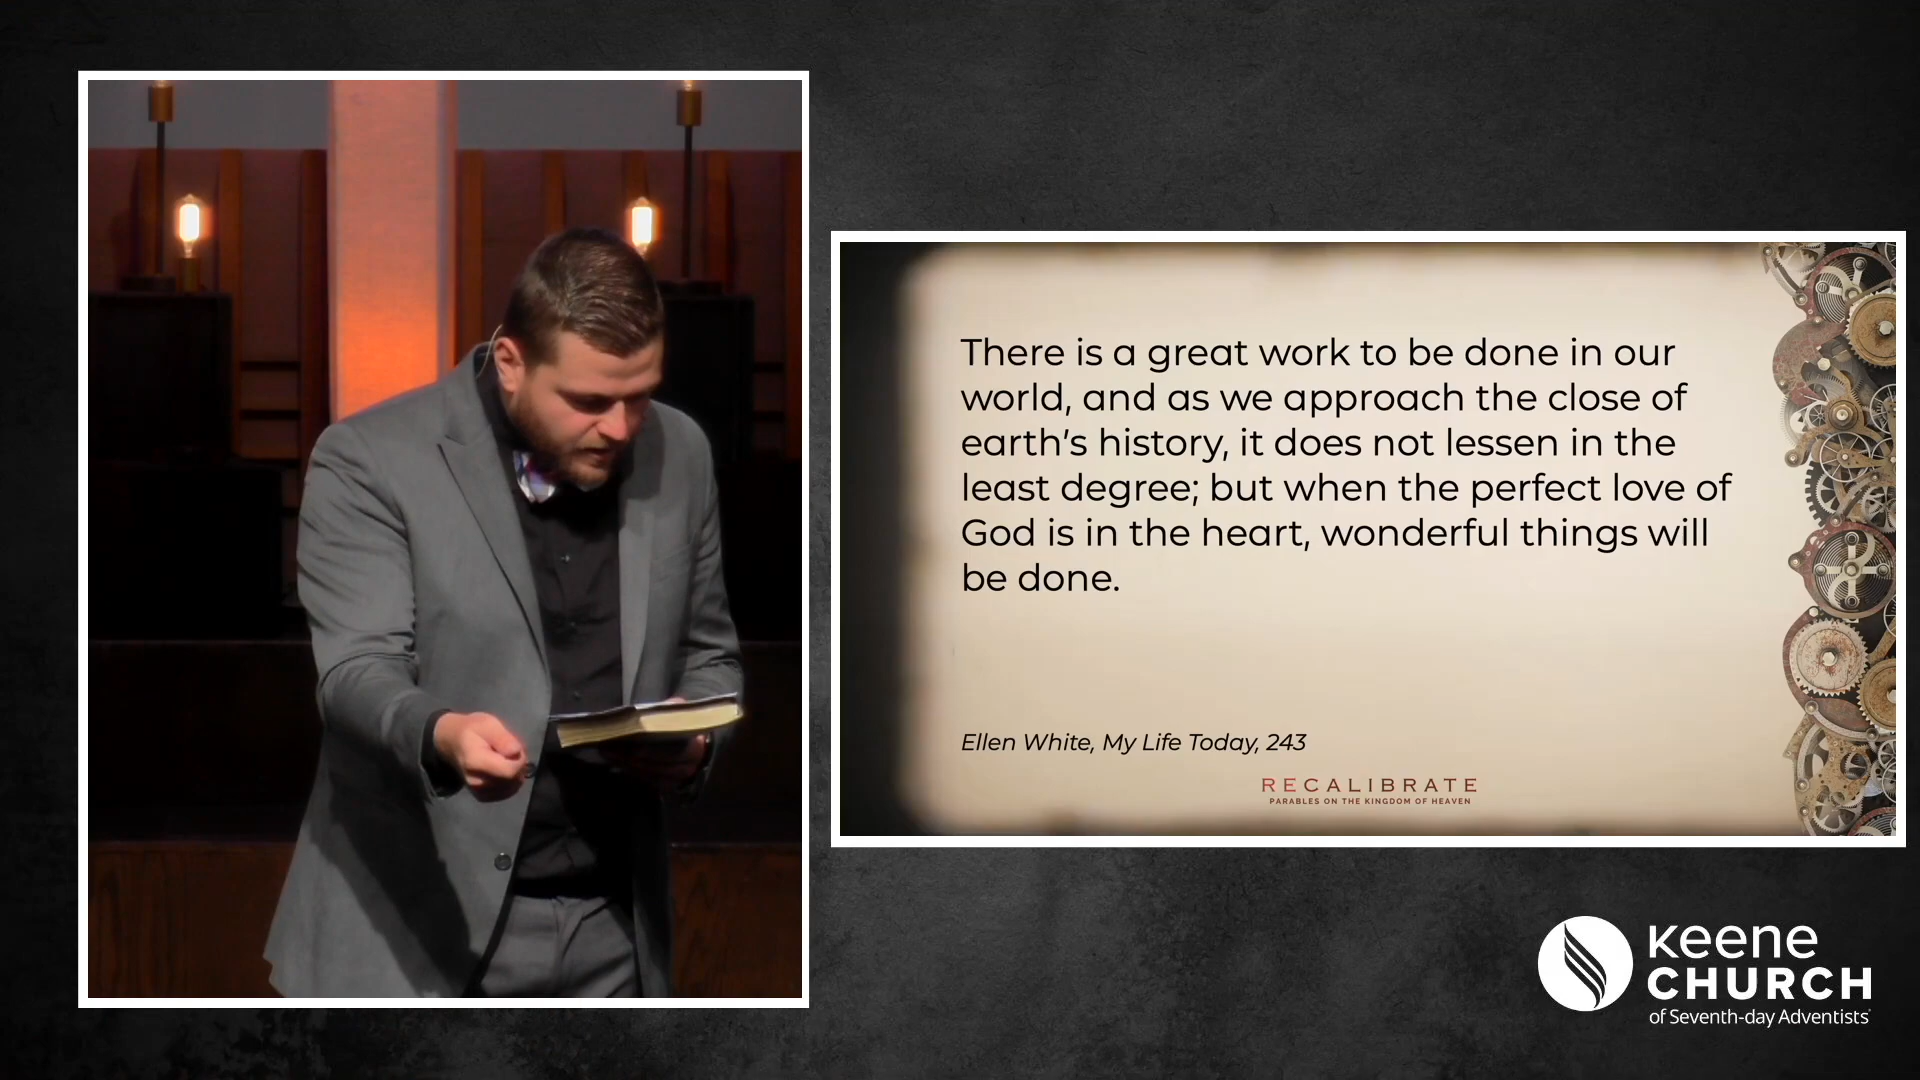 There is a great work to be done in our
world, and as we approach the close of
earth's history, it does not lessen in the
least degree; but when the perfect love of
God is in the heart, wonderful things will
be done.
Ellen White, My Life Today, 243
RECALIBRATE
PARABLES ON THE KINGDOM OF HEAVEN
Keene
CHURCH
of Seventh-day Adventists